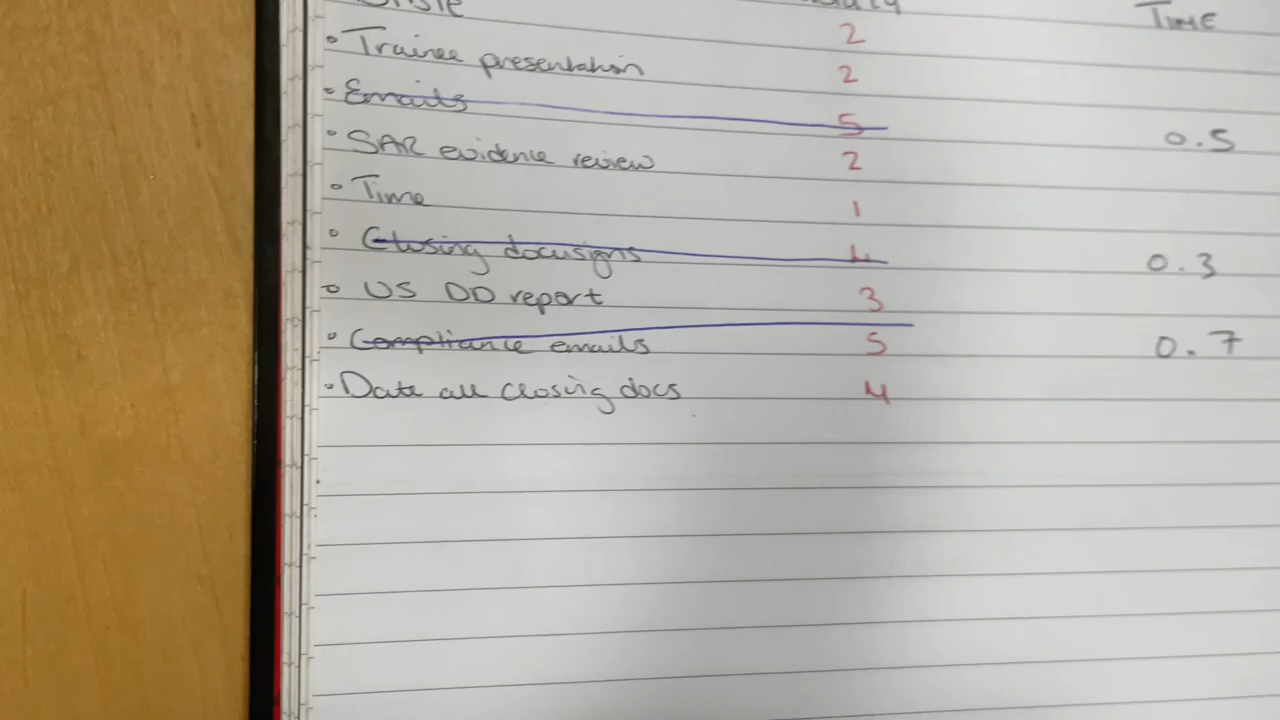 TIME
2
• Trainee presentation 2
• Emails 5 0.5
• SAR evidence review 2
• Time 1
• Closing docusigns 4 0.3
• US DD report 3
• Compliance emails 5 0.7
• Date all closing docs 4